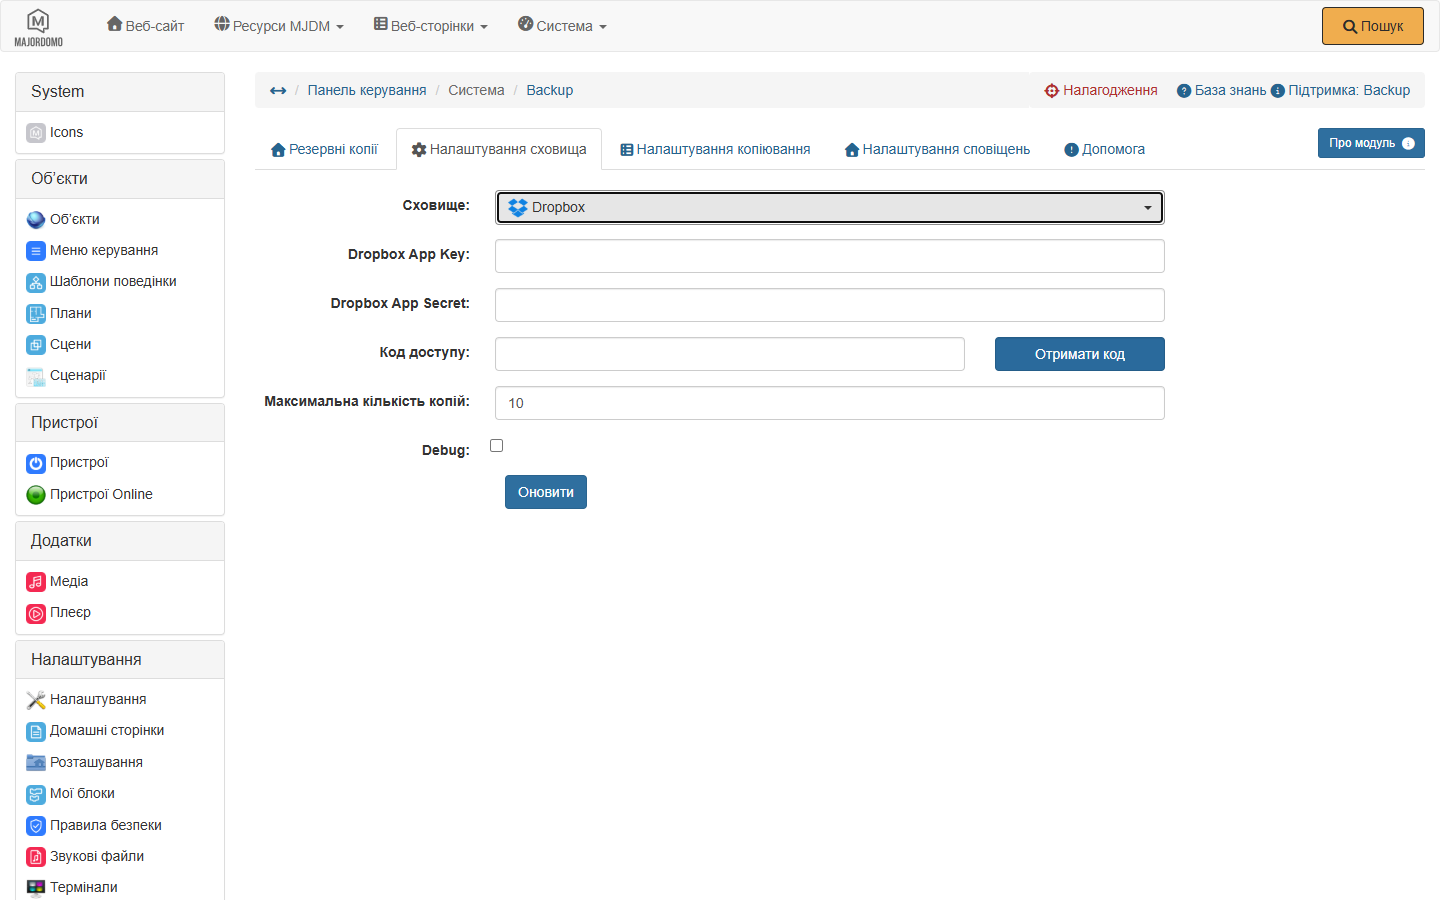 MAJORDOMO
Веб-сайт
Ресурси MJDM
Веб-сторінки
Система
Пошук
System
Icons
Об'єкти
Об'єкти
Меню керування
Шаблони поведінки
Плани
Сцени
Сценарії
Пристрої
Пристрої
Пристрої Online
Додатки
Медіа
Плеєр
Налаштування
Налаштування
Домашні сторінки
Розташування
Мої блоки
Правила безпеки
Звукові файли
Термінали
/ Панель керування / Система / Backup
Налагодження
База знань
Підтримка: Backup
Резервні копії
Налаштування сховища
Налаштування копіювання
Налаштування сповіщень
Допомога
Про модуль
Сховище: Dropbox
Dropbox App Key:
Dropbox App Secret:
Код доступу: Отримати код
Максимальна кількість копій: 10
Debug:
Оновити